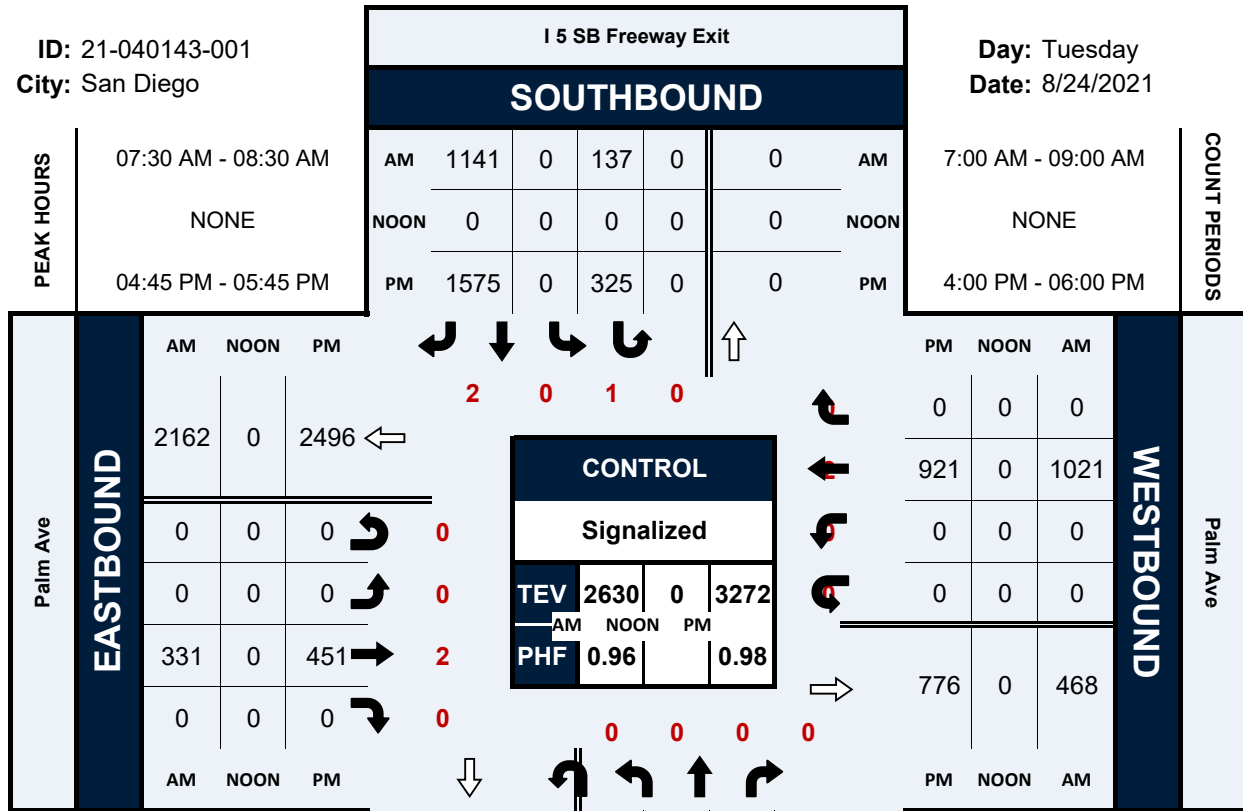 I 5 SB Freeway Exit
ID: 21-040143-001
Day: Tuesday
City: San Diego
Date: 8/24/2021
SOUTHBOUND
PEAK HOURS
07:30 AM - 08:30 AM
AM 1141 0 137 0 0 AM
7:00 AM - 09:00 AM
COUNT PERIODS
NONE
NOON 0 0 0 0 0 NOON
NONE
04:45 PM - 05:45 PM
PM 1575 0 325 0 0 PM
4:00 PM - 06:00 PM
AM NOON PM
PM NOON AM
2 0 1 0
Palm Ave
EASTBOUND
2162 0 2496
0 0 0 0
0 0 0 0
331 0 451 2
0 0 0 0
AM NOON PM
CONTROL
Signalized
TEV 2630 0 3272
AM NOON PM
PHF 0.96 0.98
0 0 0
921 0 1021
0 0 0
0 0 0
776 0 468
PM NOON AM
WESTBOUND
Palm Ave
0 0 0 0